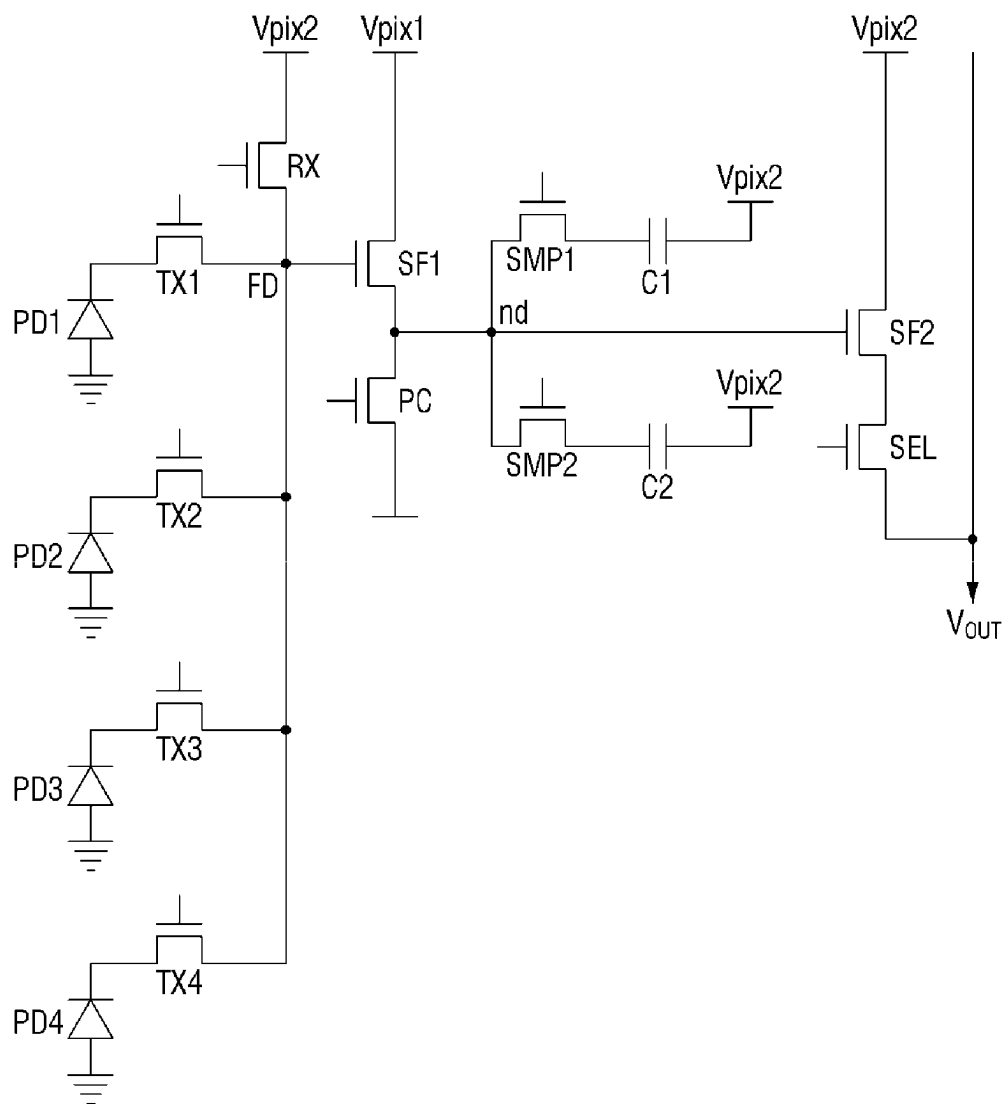 Vpix2
Vpix1
Vpix2
RX
Vpix2
TX1
FD
SF1
SMP1
C1
PD1
nd
SF2
PC
Vpix2
SEL
SMP2
C2
TX2
PD2
VOUT
TX3
PD3
TX4
PD4